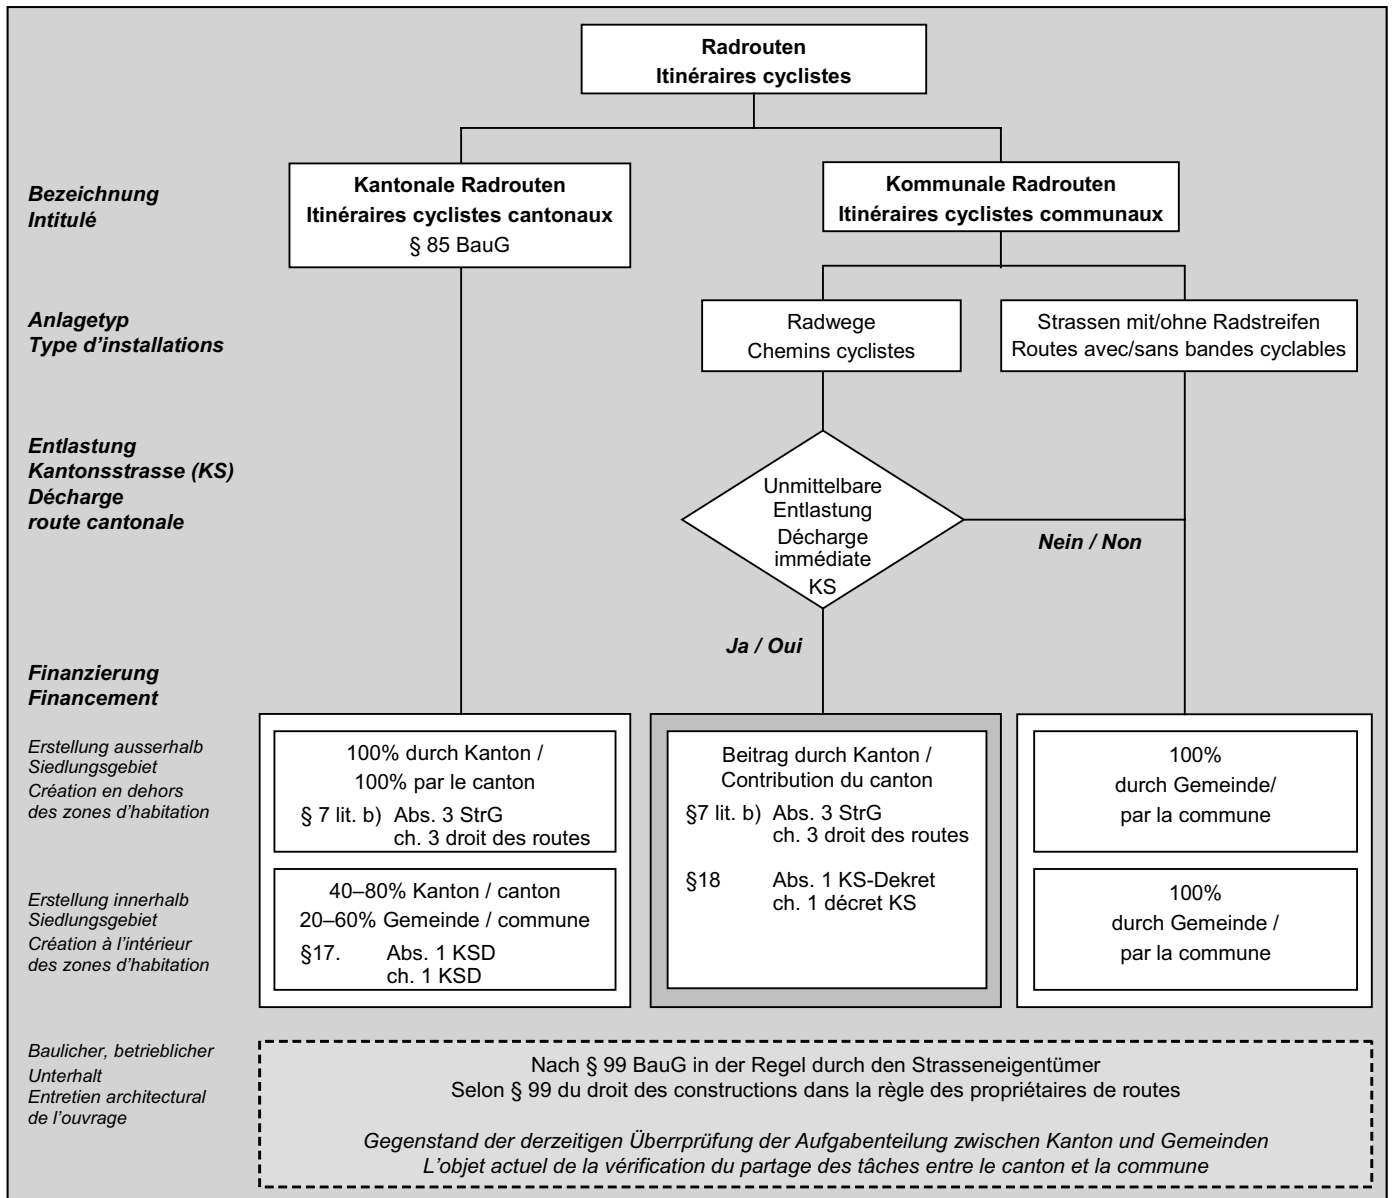 Radrouten
Itinéraires cyclistes
Bezeichnung
Intitulé
Kantonale Radrouten
Itinéraires cyclistes cantonaux
§ 85 BauG
Kommunale Radrouten
Itinéraires cyclistes communaux
Anlagetyp
Type d’installations
Radwege
Chemins cyclistes
Strassen mit/ohne Radstreifen
Routes avec/sans bandes cyclables
Entlastung
Kantonsstrasse (KS)
Décharge
route cantonale
Unmittelbare
Entlastung
Décharge
immédiate
KS
Nein / Non
Ja / Oui
Finanzierung
Financement
Erstellung ausserhalb
Siedlungsgebiet
Création en dehors
des zones d’habitation
100% durch Kanton /
100% par le canton
§ 7 lit. b) Abs. 3 StrG
ch. 3 droit des routes
Beitrag durch Kanton /
Contribution du canton
§7 lit. b) Abs. 3 StrG
ch. 3 droit des routes
§18 Abs. 1 KS-Dekret
ch. 1 décret KS
100%
durch Gemeinde/
par la commune
Erstellung innerhalb
Siedlungsgebiet
Création à l’intérieur
des zones d’habitation
40–80% Kanton / canton
20–60% Gemeinde / commune
§17. Abs. 1 KSD
ch. 1 KSD
100%
durch Gemeinde /
par la commune
Baulicher, betrieblicher
Unterhalt
Entretien architectural
de l’ouvrage
Nach § 99 BauG in der Regel durch den Strasseneigentümer
Selon § 99 du droit des constructions dans la règle des propriétaires de routes
Gegenstand der derzeitigen Überrprüfung der Aufgabenteilung zwischen Kanton und Gemeinden
L’objet actuel de la vérification du partage des tâches entre le canton et la commune